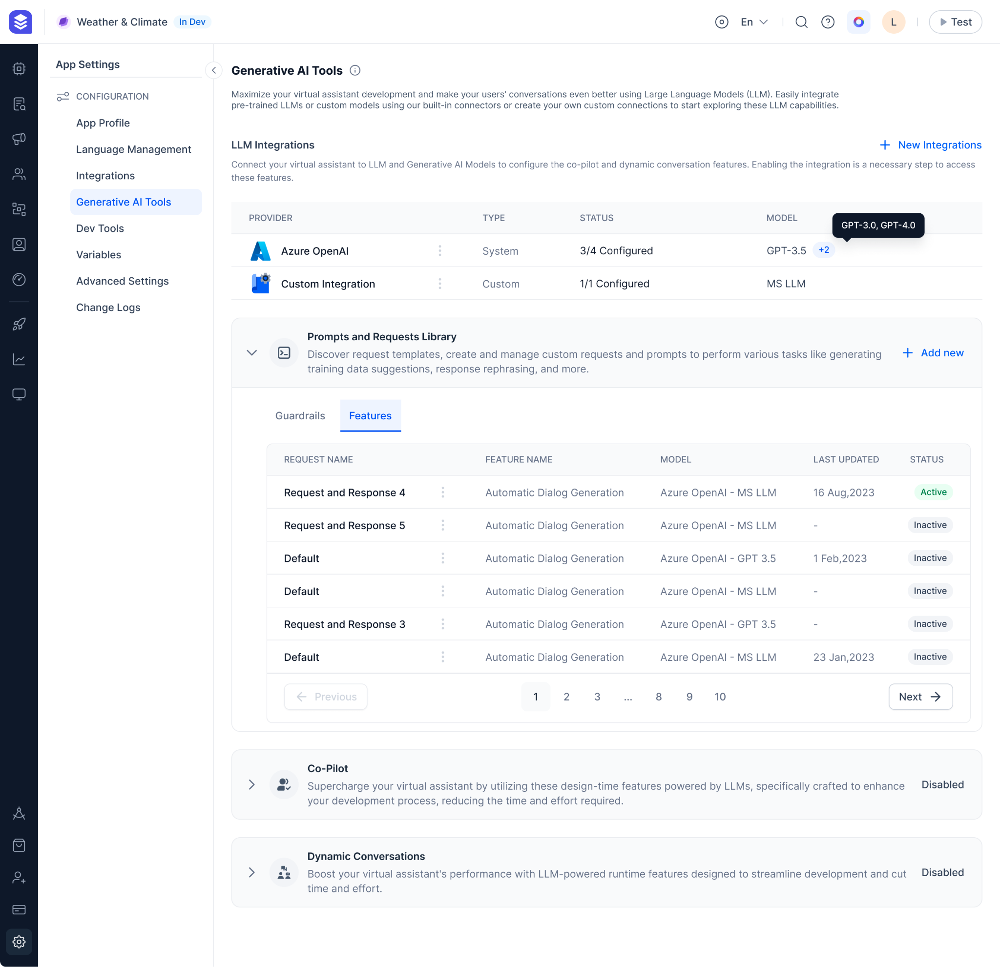 Weather & Climate In Dev
En
L
Test
App Settings
CONFIGURATION
App Profile
Language Management
Integrations
Generative AI Tools
Dev Tools
Variables
Advanced Settings
Change Logs
Generative AI Tools
Maximize your virtual assistant development and make your users' conversations even better using Large Language Models (LLM). Easily integrate
pre-trained LLMs or custom models using our built-in connectors or create your own custom connections to start exploring these LLM capabilities.
LLM Integrations
New Integrations
Connect your virtual assistant to LLM and Generative AI Models to configure the co-pilot and dynamic conversation features. Enabling the integration is a necessary step to access
these features.
PROVIDER TYPE STATUS MODEL
GPT-3.0, GPT-4.0
Azure OpenAI System 3/4 Configured GPT-3.5 +2
Custom Integration Custom 1/1 Configured MS LLM
Prompts and Requests Library
Discover request templates, create and manage custom requests and prompts to perform various tasks like generating
training data suggestions, response rephrasing, and more.
Add new
Guardrails Features
REQUEST NAME FEATURE NAME MODEL LAST UPDATED STATUS
Request and Response 4 Automatic Dialog Generation Azure OpenAI - MS LLM 16 Aug,2023 Active
Request and Response 5 Automatic Dialog Generation Azure OpenAI - MS LLM - Inactive
Default Automatic Dialog Generation Azure OpenAI - GPT 3.5 1 Feb,2023 Inactive
Default Automatic Dialog Generation Azure OpenAI - MS LLM - Inactive
Request and Response 3 Automatic Dialog Generation Azure OpenAI - GPT 3.5 - Inactive
Default Automatic Dialog Generation Azure OpenAI - MS LLM 23 Jan,2023 Inactive
Previous 1 2 3 ... 8 9 10 Next
Co-Pilot
Supercharge your virtual assistant by utilizing these design-time features powered by LLMs, specifically crafted to enhance
your development process, reducing the time and effort required.
Disabled
Dynamic Conversations
Boost your virtual assistant's performance with LLM-powered runtime features designed to streamline development and cut
time and effort.
Disabled